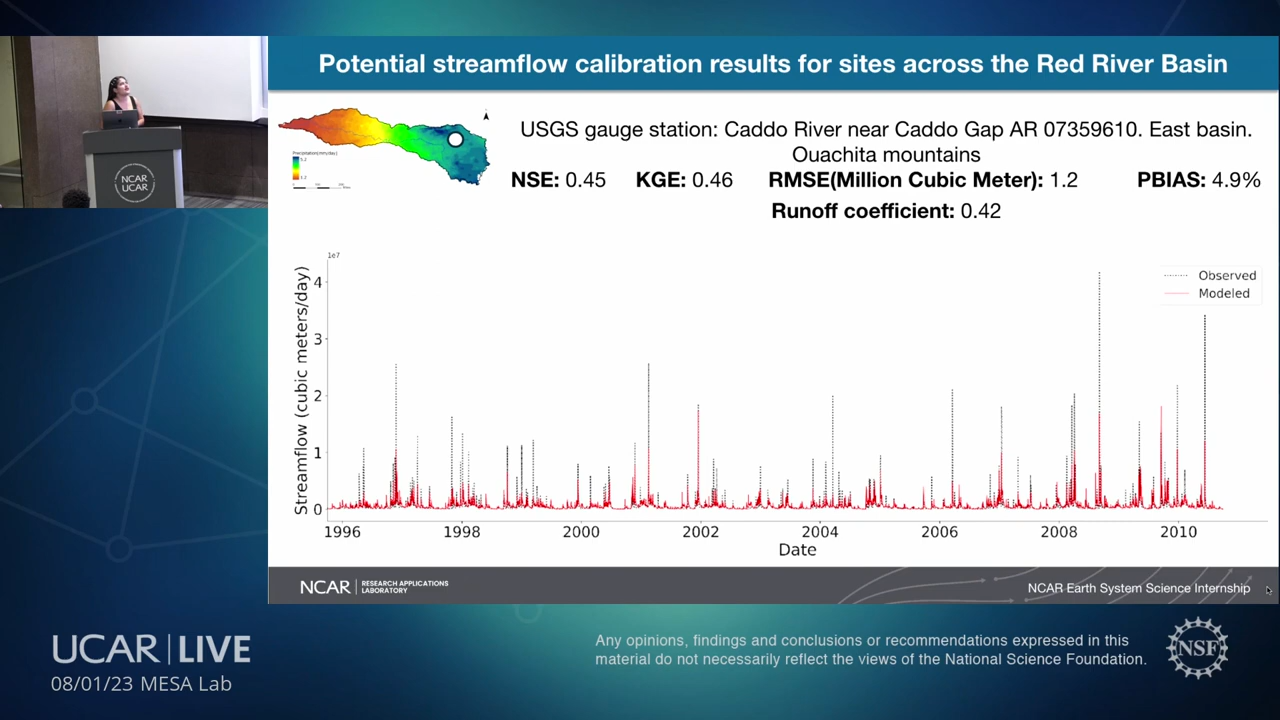 Potential streamflow calibration results for sites across the Red River Basin
USGS gauge station: Caddo River near Caddo Gap AR 07359610. East basin.
Ouachita mountains
NSE: 0.45 KGE: 0.46 RMSE(Million Cubic Meter): 1.2 PBIAS: 4.9%
Runoff coefficient: 0.42
NCAR
UCAR
1e7
Streamflow (cubic meters/day)
4
3
2
1
0
Observed
Modeled
1996 1998 2000 2002 2004 2006 2008 2010
Date
NCAR | RESEARCH APPLICATIONS
LABORATORY
NCAR Earth System Science Internship
UCAR | LIVE
08/01/23 MESA Lab
Any opinions, findings and conclusions or recommendations expressed in this
material do not necessarily reflect the views of the National Science Foundation.
NSF